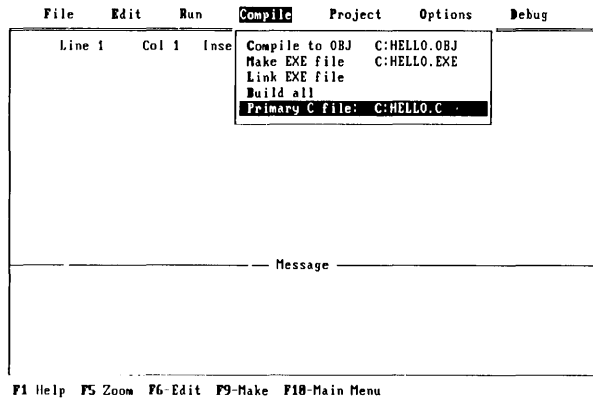 File Edit Run Compile Project Options Debug
Line 1 Col 1 Inse
Compile to OBJ C:HELLO.OBJ
Make EXE file C:HELLO.EXE
Link EXE file
Build all
Primary C file: C:HELLO.C
Message
F1 Help F5 Zoom F6-Edit F9-Make F10-Main Menu